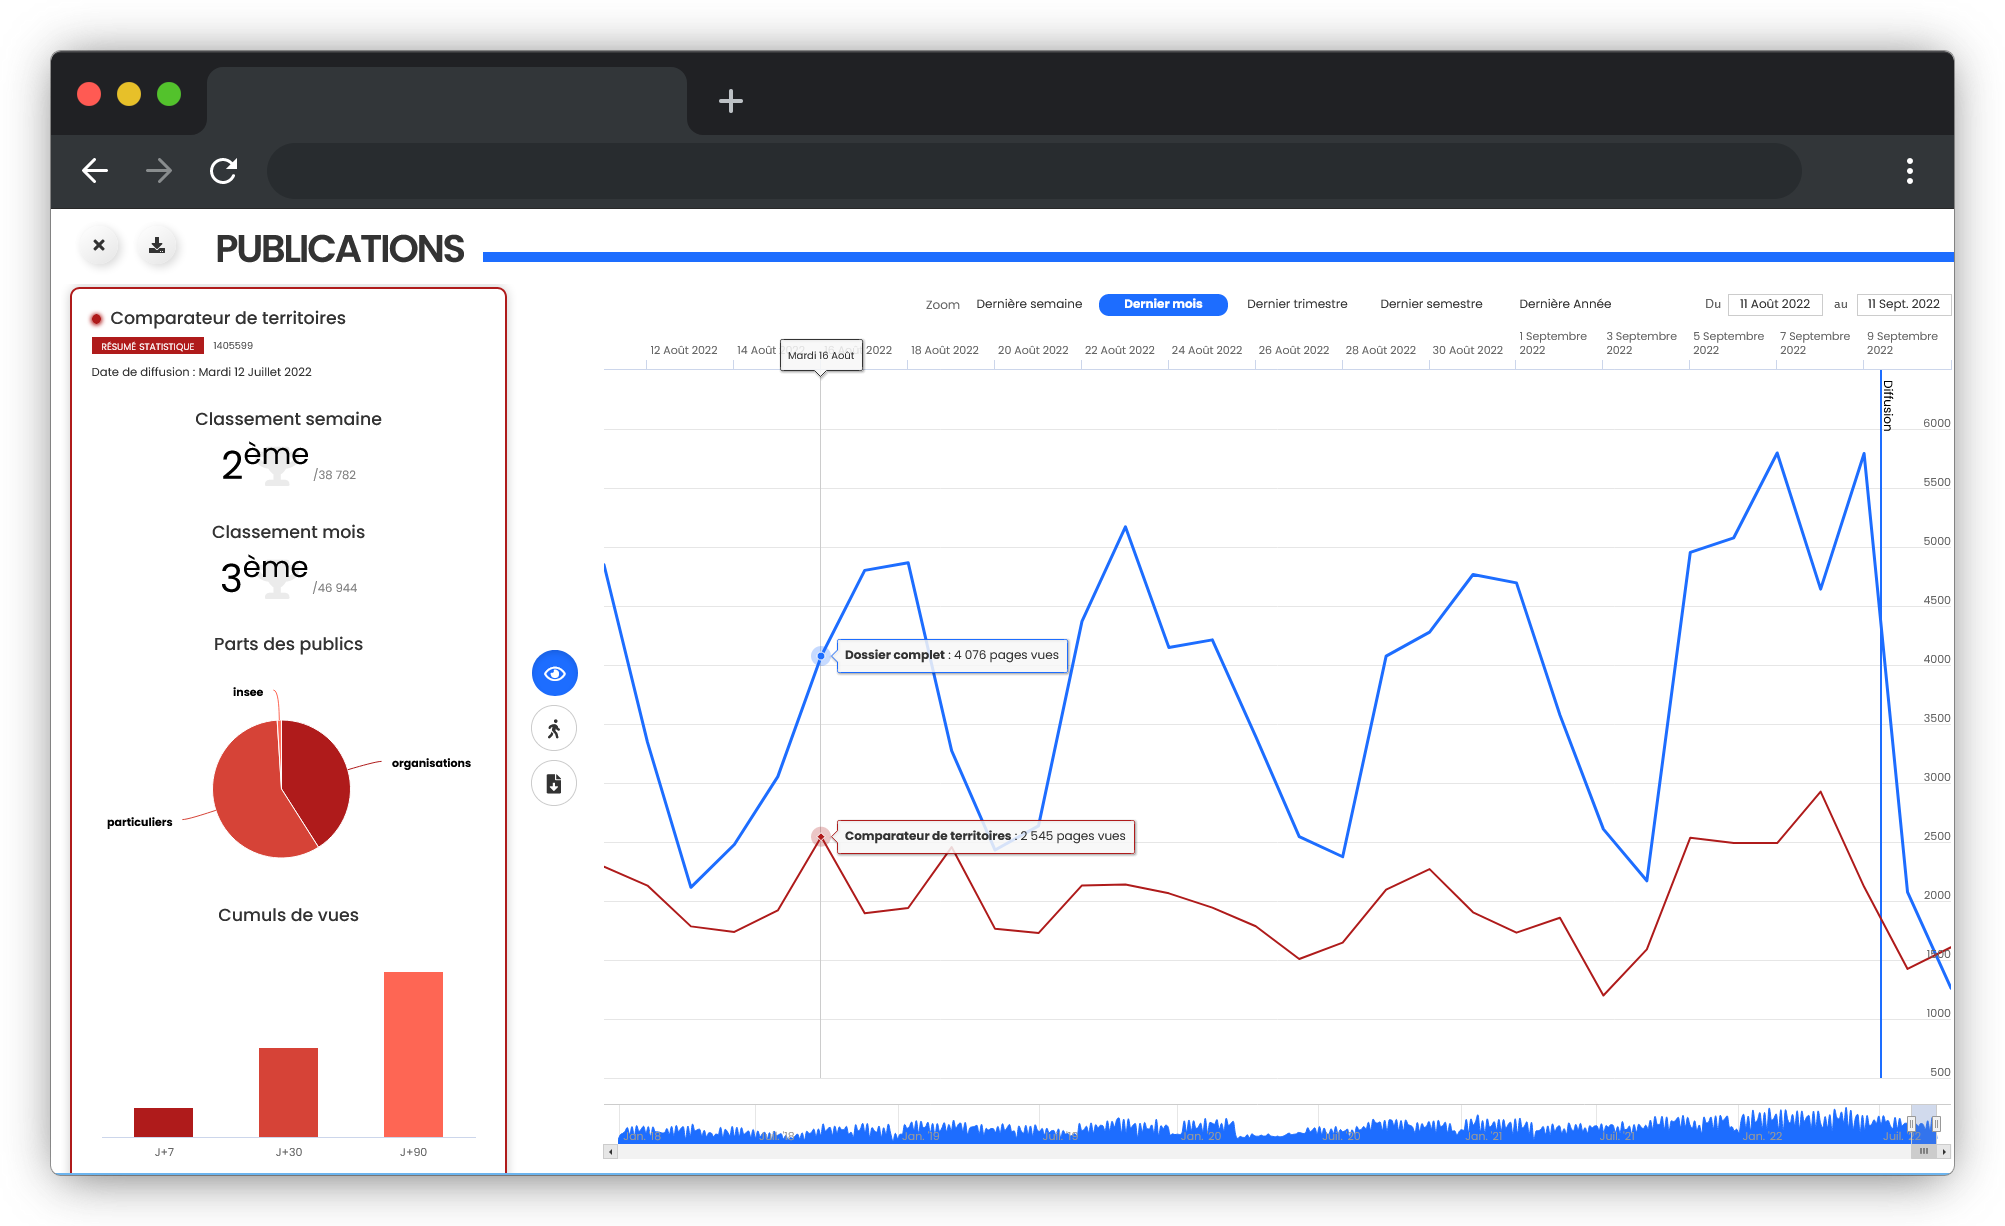 PUBLICATIONS
Comparateur de territoires
RÉSUMÉ STATISTIQUE 1405599
Date de diffusion : Mardi 12 Juillet 2022
Classement semaine
2ème /38 782
Classement mois
3ème /46 944
Parts des publics
insee
organisations
particuliers
Cumuls de vues
J+7 J+30 J+90
Zoom Dernière semaine Dernier mois Dernier trimestre Dernier semestre Dernière Année Du 11 Août 2022 au 11 Sept. 2022
12 Août 2022 14 Août 2022 18 Août 2022 20 Août 2022 22 Août 2022 24 Août 2022 26 Août 2022 28 Août 2022 30 Août 2022 1 Septembre 2022 3 Septembre 2022 5 Septembre 2022 7 Septembre 2022 9 Septembre 2022
Mardi 16 Août
Diffusion
6000
5500
5000
4500
4000
3500
3000
2500
2000
1500
1000
500
Dossier complet : 4 076 pages vues
Comparateur de territoires : 2 545 pages vues
Jan. '18 Juil. '18 Jan. '19 Juil. '19 Jan. '20 Juil. '20 Jan. '21 Juil. '21 Jan. '22 Juil. '22